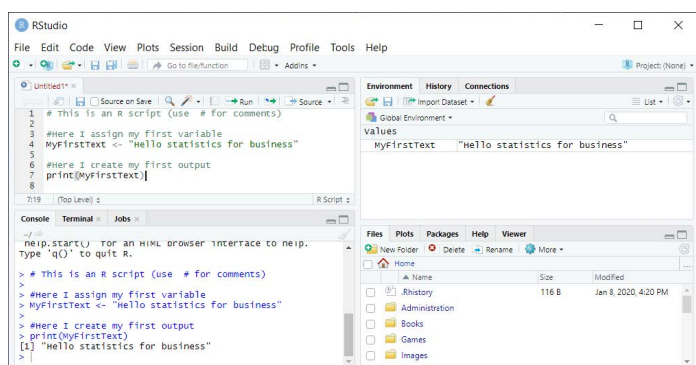 RStudio
File Edit Code View Plots Session Build Debug Profile Tools Help
Go to file/function Addins Project: (None)
Untitled1*
Source on Save Run Source
1 # This is an R script (use # for comments)
2
3 #Here I assign my first variable
4 MyFirstText <- "Hello statistics for business"
5
6 #Here I create my first output
7 print(MyFirstText)
8
7:19 (Top Level) R Script
Console Terminal Jobs
~/
help.start() for an HTML browser interface to help.
Type 'q()' to quit R.
> # This is an R script (use # for comments)
>
> #Here I assign my first variable
> MyFirstText <- "Hello statistics for business"
>
> #Here I create my first output
> print(MyFirstText)
[1] "Hello statistics for business"
>
Environment History Connections
Import Dataset List
Global Environment
values
MyFirstText "Hello statistics for business"
Files Plots Packages Help Viewer
New Folder Delete Rename More
Home
Name Size Modified
.Rhistory 116 B Jan 8, 2020, 4:20 PM
Administration
Books
Games
Images